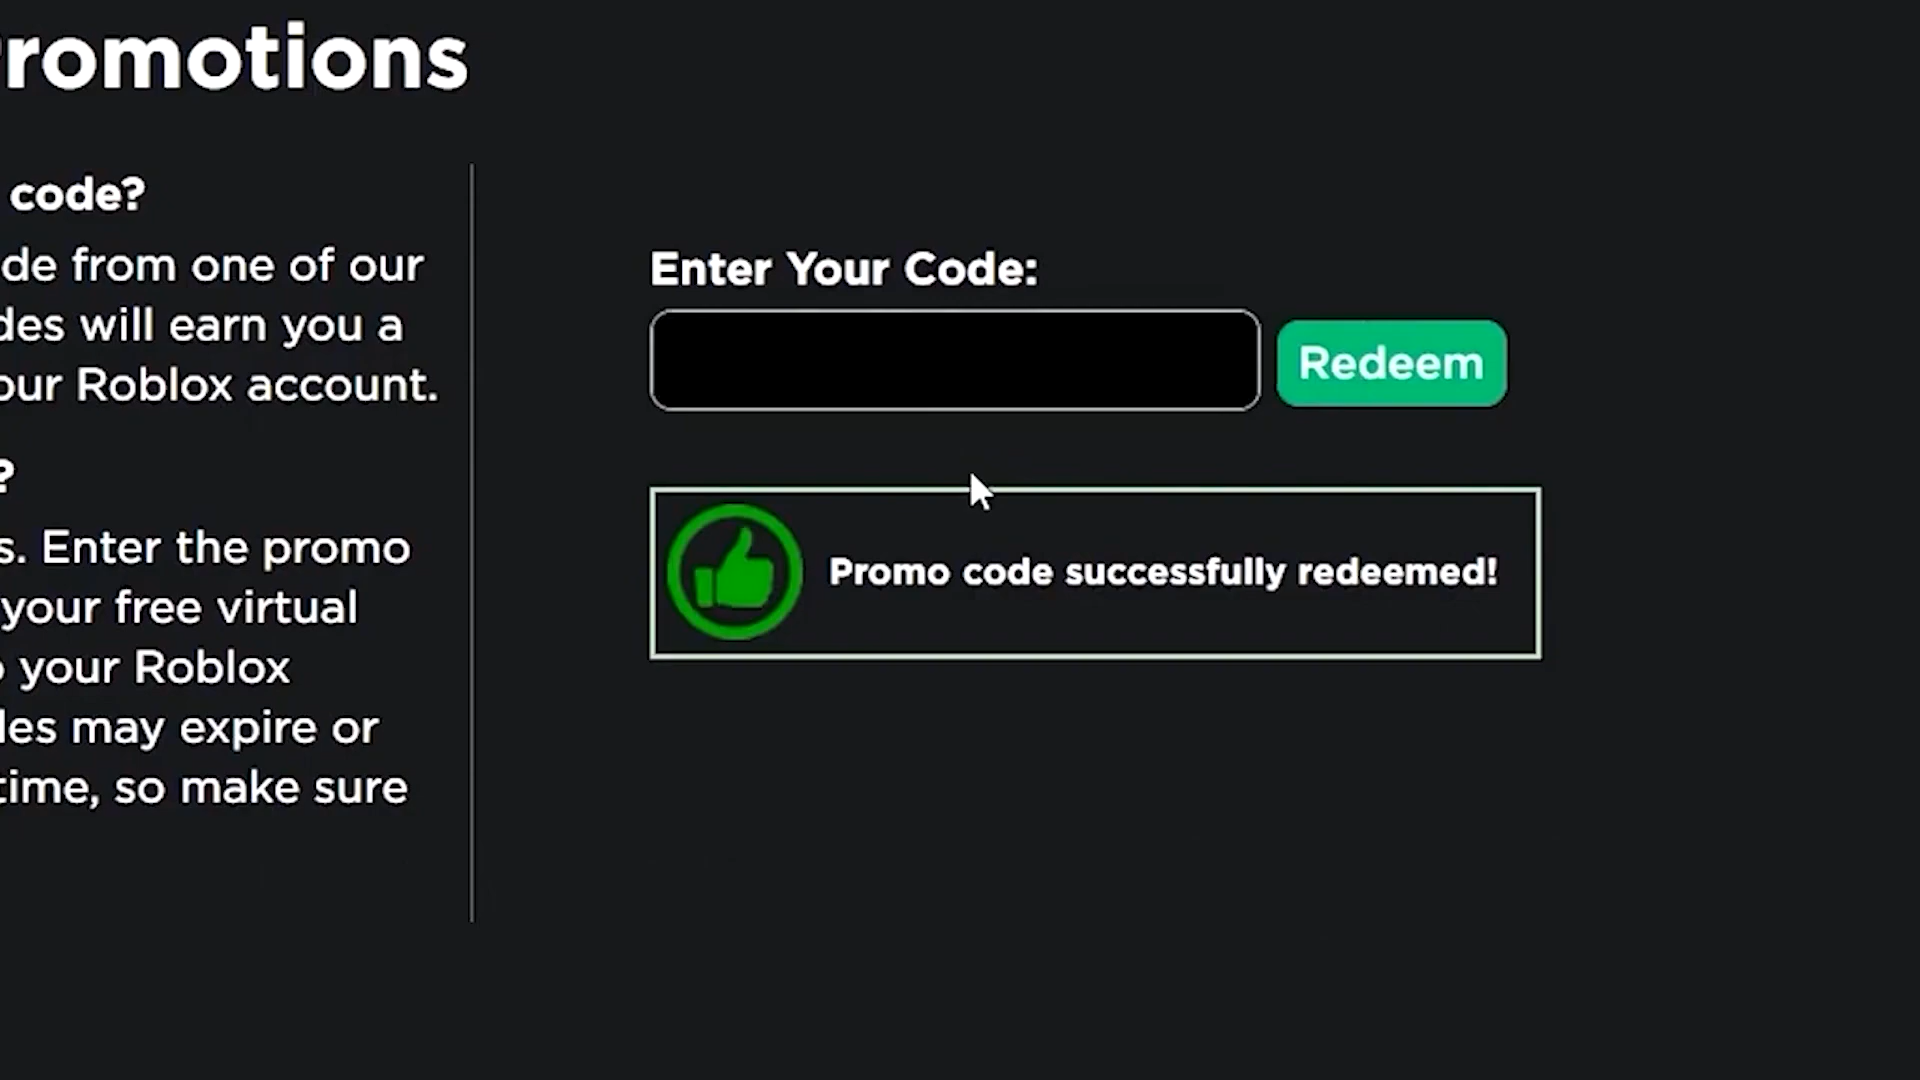 romotions
code?
de from one of our
des will earn you a
our Roblox account.
?
s. Enter the promo
your free virtual
your Roblox
les may expire or
time, so make sure
Enter Your Code:
Redeem
Promo code successfully redeemed!